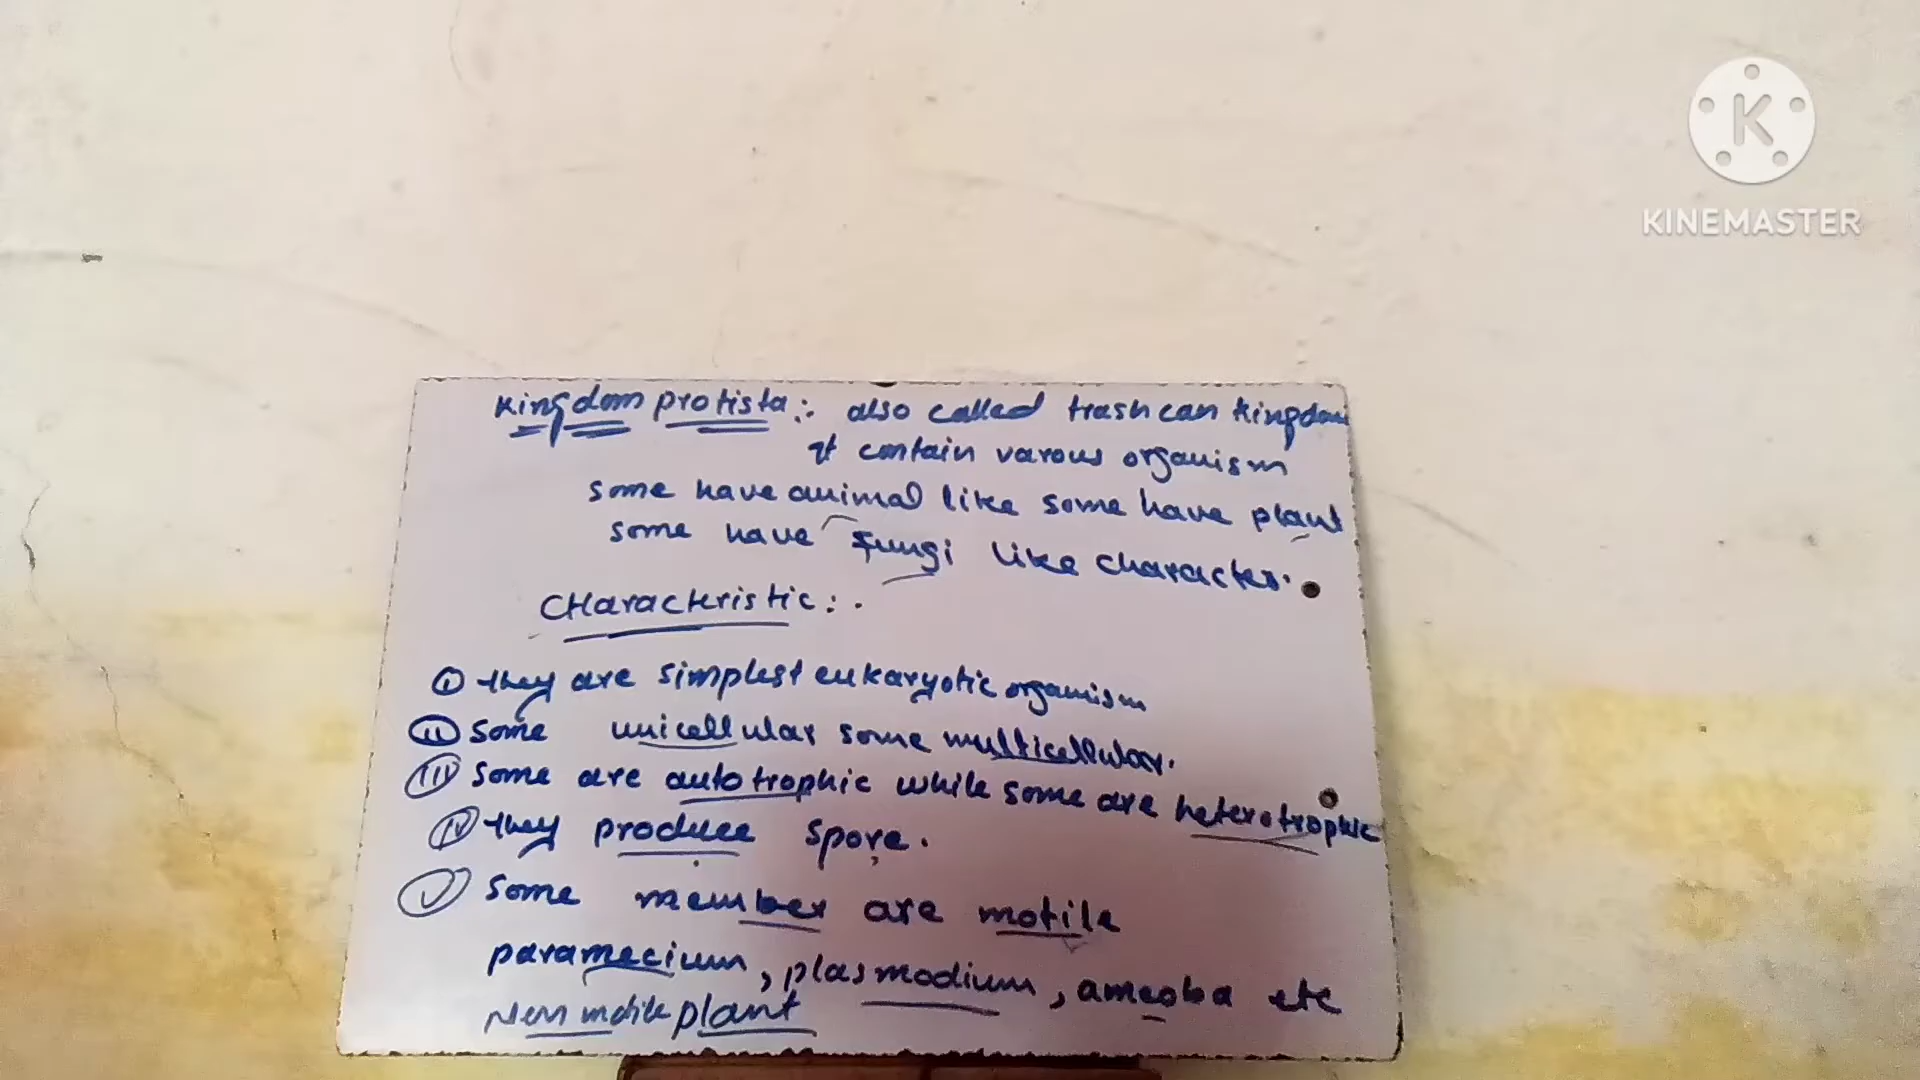 KINEMASTER
Kingdom protista:. also called trash can kingdom
It contain varous organism
some have animal like some have plant
some have fungi like character.
Characteristic:.
(i) they are simplest eukaryotic organism
(ii) Some unicellular some multicellular.
(iii) some are autotrophic while some are heterotrophic
(iv) they produce spore.
(v) Some member are motile
paramecium, plasmodium, ameoba etc
Non motile plant